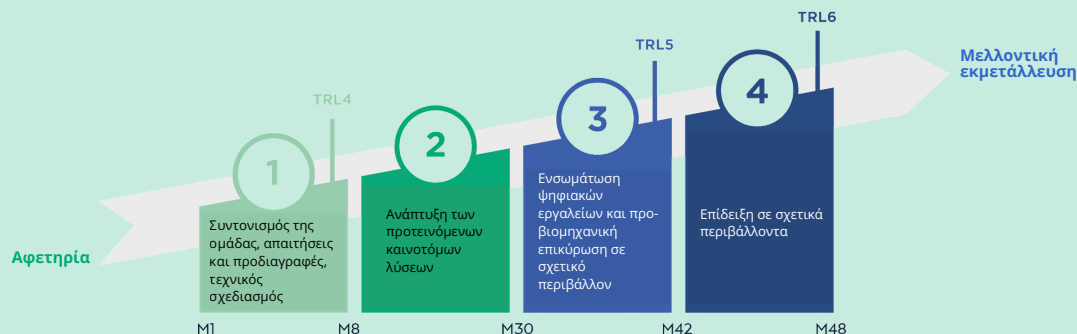 TRL6
TRL5
TRL4
Μελλοντική
εκμετάλλευση
1
2
3
4
Αφετηρία
Συντονισμός της
ομάδας, απαιτήσεις
και προδιαγραφές,
τεχνικός
σχεδιασμός
Ανάπτυξη των
προτεινόμενων
καινοτόμων
λύσεων
Ενσωμάτωση
ψηφιακών
εργαλείων και προ-
βιομηχανική
επικύρωση σε
σχετικό
περιβάλλον
Επίδειξη σε σχετικά
περιβάλλοντα
M1
M8
M30
M42
M48